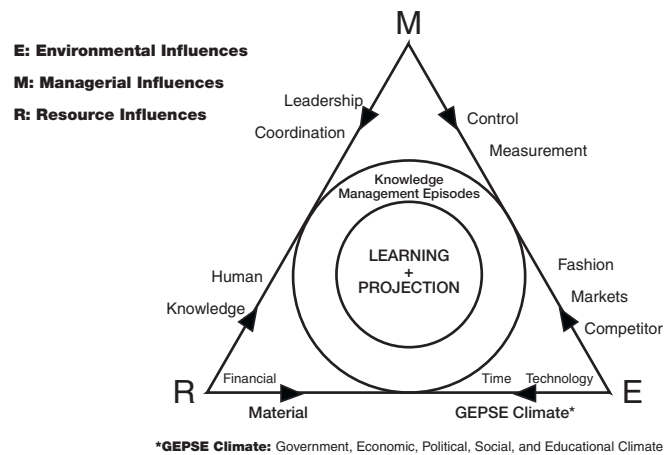 M
E: Environmental Influences
M: Managerial Influences
R: Resource Influences
Leadership
Coordination
Control
Measurement
Knowledge
Management Episodes
LEARNING
+
PROJECTION
Human
Knowledge
Fashion
Markets
Competitor
R
Financial
Material
Time
Technology
GEPSE Climate*
E
*GEPSE Climate: Government, Economic, Political, Social, and Educational Climate